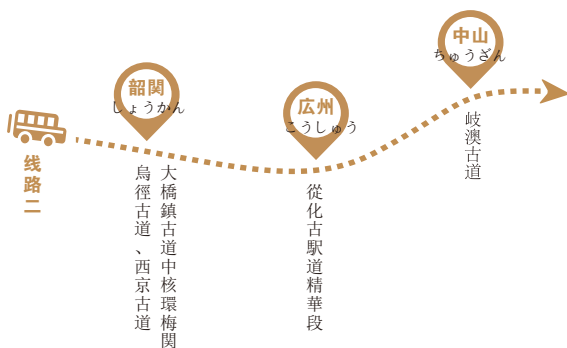 线路二
韶関
しょうかん
大橋鎮古道中核環梅関
烏徑古道、西京古道
広州
こうしゅう
從化古駅道精華段
中山
ちゅうざん
岐澳古道